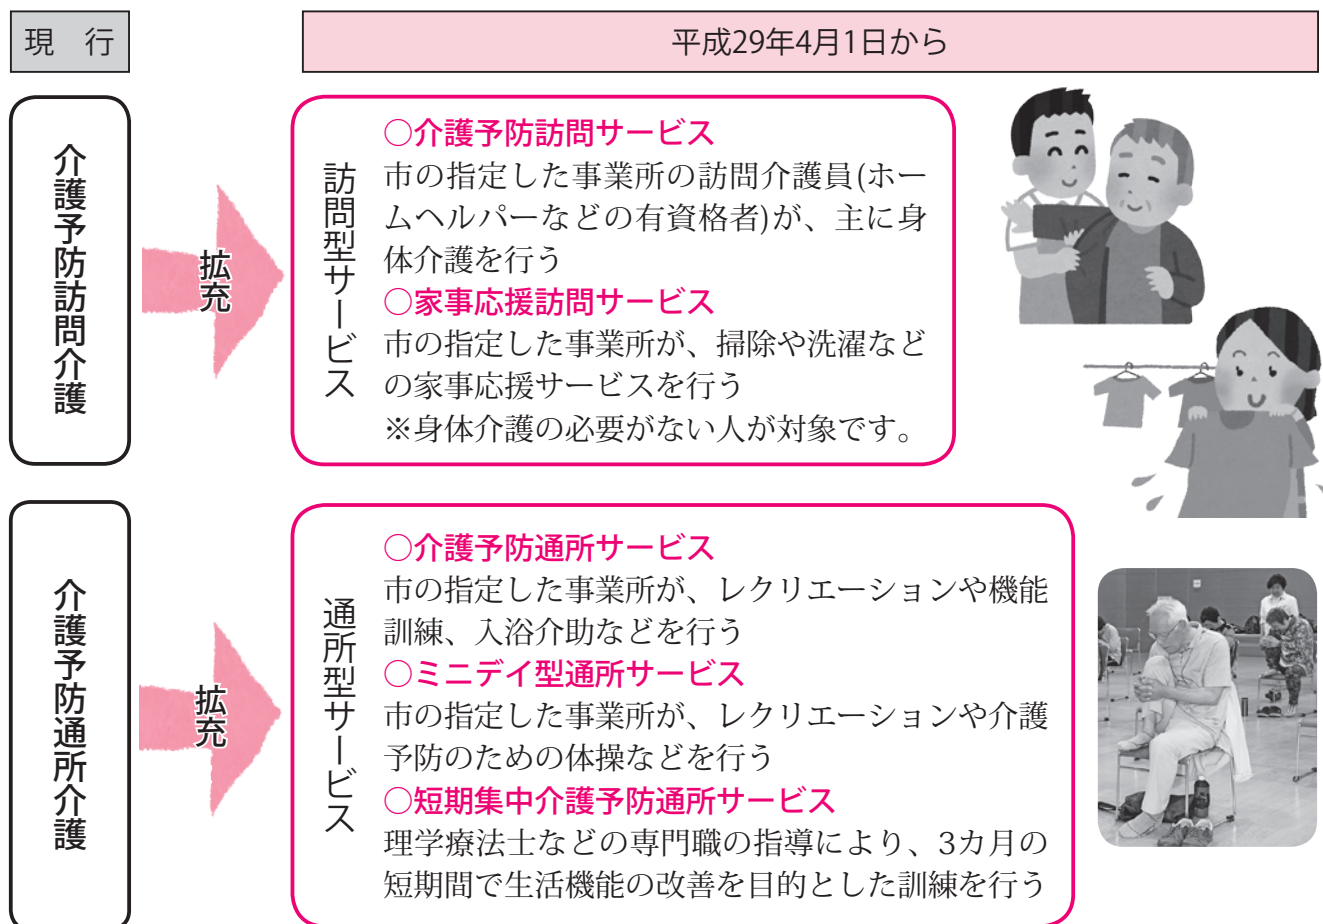 現　行
平成29年4月1日から
介護予防訪問介護
拡充
訪問型サービス
○介護予防訪問サービス
市の指定した事業所の訪問介護員(ホー
ムヘルパーなどの有資格者)が、主に身
体介護を行う
○家事応援訪問サービス
市の指定した事業所が、掃除や洗濯など
の家事応援サービスを行う
※身体介護の必要がない人が対象です。
介護予防通所介護
拡充
通所型サービス
○介護予防通所サービス
市の指定した事業所が、レクリエーションや機能
訓練、入浴介助などを行う
○ミニデイ型通所サービス
市の指定した事業所が、レクリエーションや介護
予防のための体操などを行う
○短期集中介護予防通所サービス
理学療法士などの専門職の指導により、3カ月の
短期間で生活機能の改善を目的とした訓練を行う